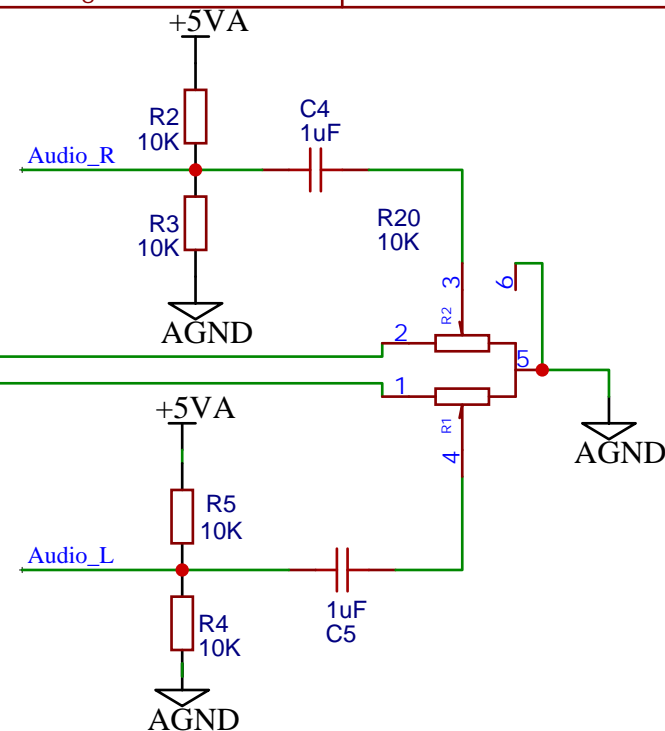 +5VA
R2
10K
C4
1uF
Audio_R
R3
10K
R20
10K
AGND
3
6
R2
2
5
1
R1
4
AGND
+5VA
R5
10K
Audio_L
1uF
C5
R4
10K
AGND